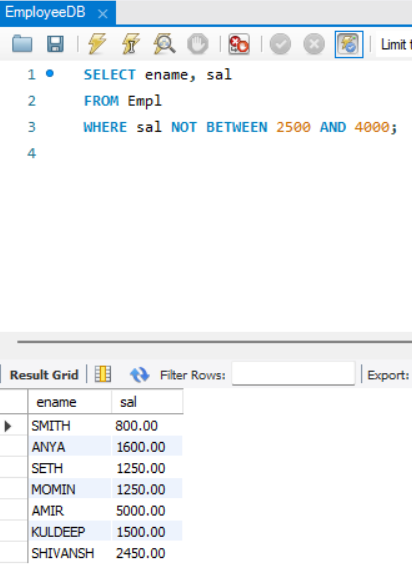 EmployeeDB ×
Limit
1 SELECT ename, sal
2 FROM Empl
3 WHERE sal NOT BETWEEN 2500 AND 4000;
4
Result Grid Filter Rows: Export:
ename sal
SMITH 800.00
ANYA 1600.00
SETH 1250.00
MOMIN 1250.00
AMIR 5000.00
KULDEEP 1500.00
SHIVANSH 2450.00